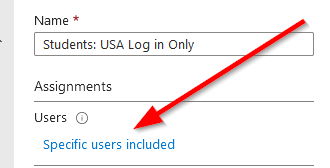 Name *
Students: USA Log in Only
Assignments
Users
Specific users included